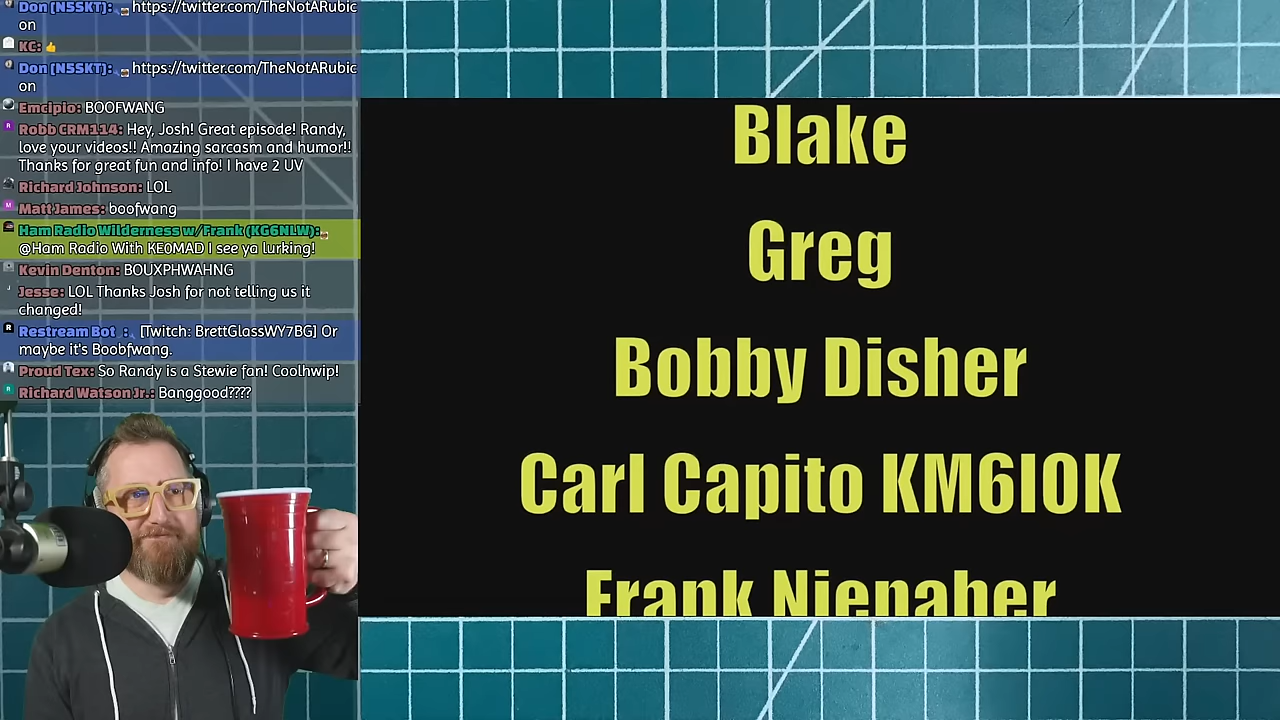 Don (N5SKT): https://twitter.com/TheNotARubic
on
KC: 👍
Don (N5SKT): https://twitter.com/TheNotARubic
on
Emcipio: BOOFWANG
Robb CRM114: Hey, Josh! Great episode! Randy,
love your videos!! Amazing sarcasm and humor!!
Thanks for great fun and info! I have 2 UV
Richard Johnson: LOL
Matt James: boofwang
Ham Radio Wilderness w/Frank (KG6NLW):
@Ham Radio With KE0MAD I see ya lurking!
Kevin Denton: BOUXPHWAHNG
Jesse: LOL Thanks Josh for not telling us it
changed!
Restream Bot : [Twitch: BrettGlassWY7BG] Or
maybe it's Boobfwang.
Proud Tex: So Randy is a Stewie fan! Coolhwip!
Richard Watson Jr.: Banggood????
Blake
Greg
Bobby Disher
Carl Capito KM6IOK
Frank Nienaber